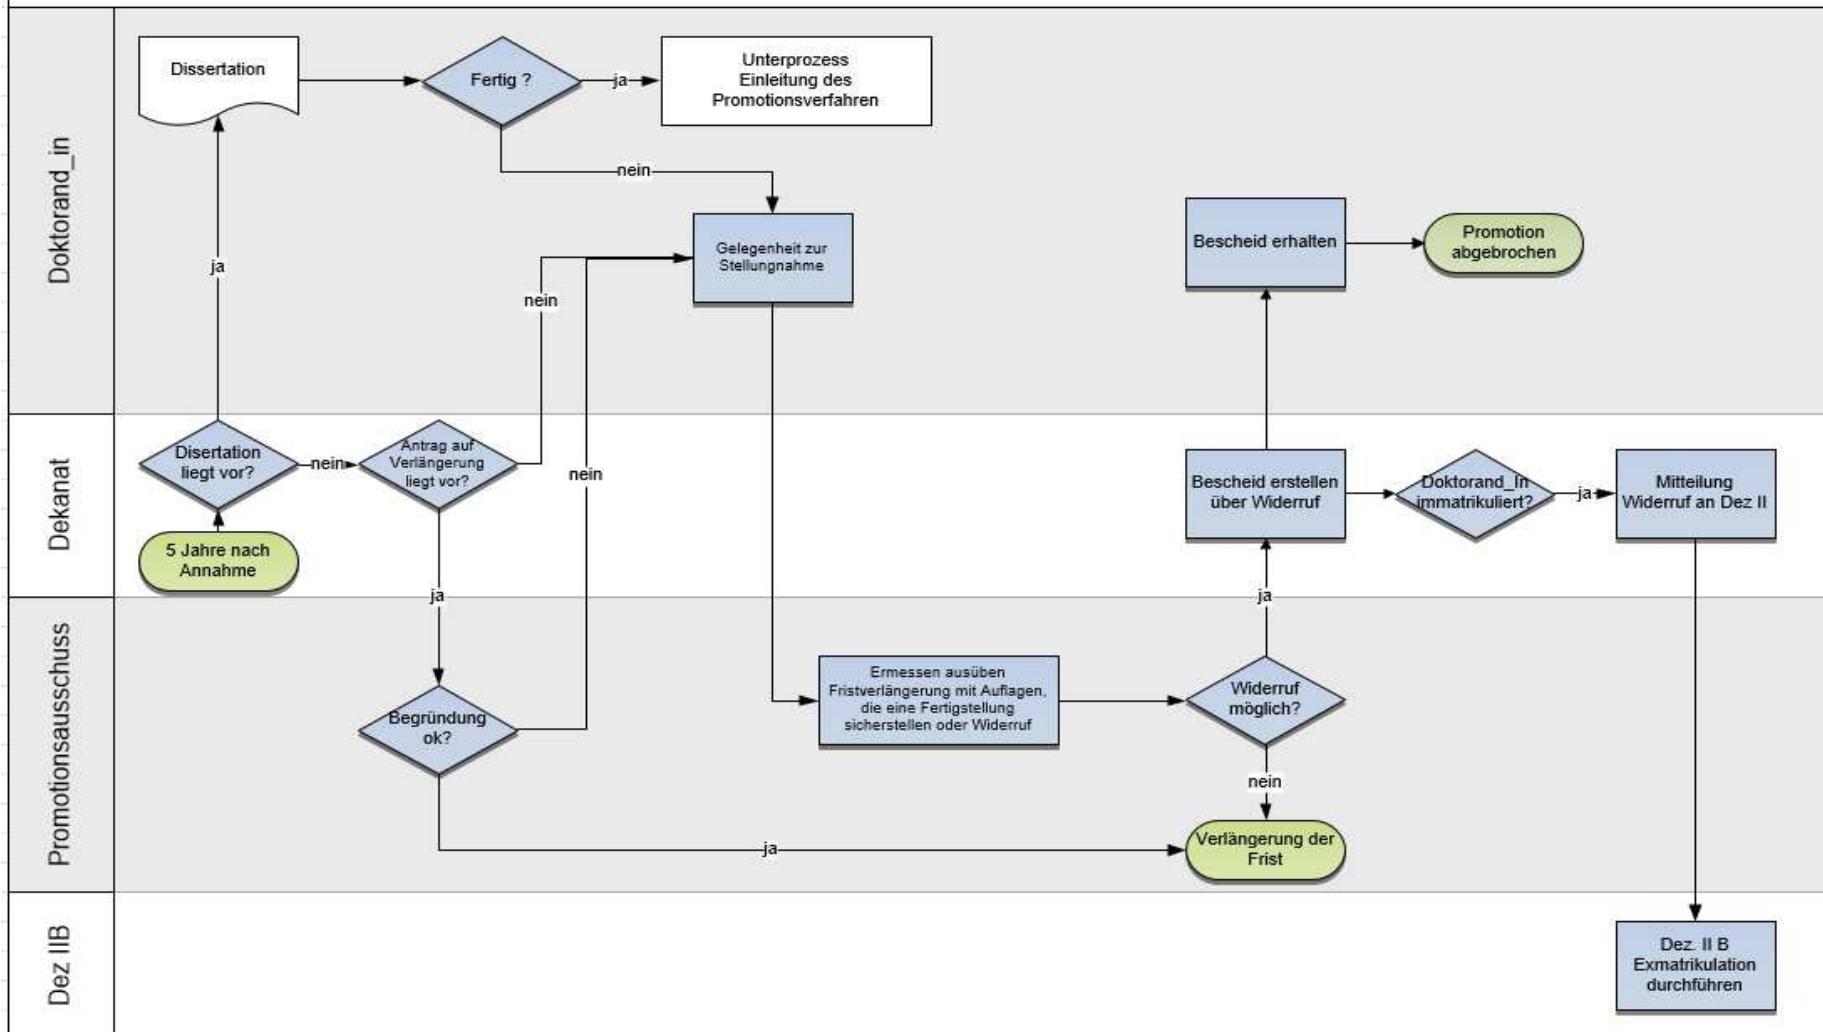 Doktorand_in
Dissertation
Fertig ?
ja
Unterprozess
Einleitung des
Promotionsverfahren
nein
Gelegenheit zur
Stellungnahme
Bescheid erhalten
Promotion
abgebrochen
ja
nein
nein
Dekanat
Disertation
liegt vor?
nein
Antrag auf
Verlängerung
liegt vor?
5 Jahre nach
Annahme
ja
Bescheid erstellen
über Widerruf
Doktorand_In
immatrikuliert?
ja
Mitteilung
Widerruf an Dez II
ja
Promotionsausschuss
Begründung
ok?
Ermessen ausüben
Fristverlängerung mit Auflagen,
die eine Fertigstellung
sicherstellen oder Widerruf
Widerruf
möglich?
nein
ja
Verlängerung der
Frist
Dez IIB
Dez. II B
Exmatrikulation
durchführen